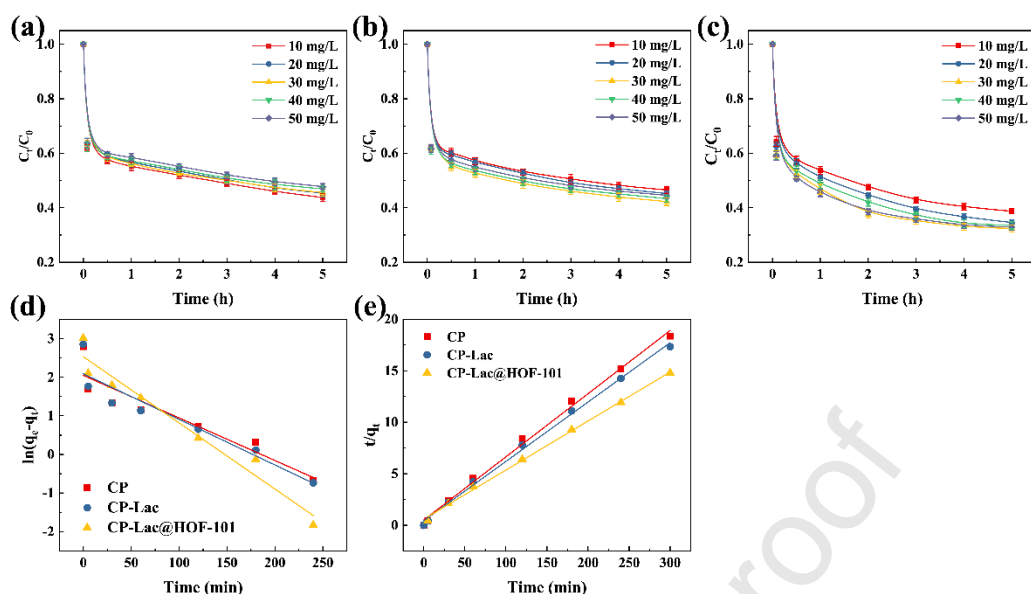 (a)
1.0
0.8
0.6
0.4
0.2
Ct/C0
0 1 2 3 4 5
Time (h)
10 mg/L
20 mg/L
30 mg/L
40 mg/L
50 mg/L
(b)
1.0
0.8
0.6
0.4
0.2
Ct/C0
0 1 2 3 4 5
Time (h)
10 mg/L
20 mg/L
30 mg/L
40 mg/L
50 mg/L
(c)
1.0
0.8
0.6
0.4
0.2
Ct/C0
0 1 2 3 4 5
Time (h)
10 mg/L
20 mg/L
30 mg/L
40 mg/L
50 mg/L
(d)
3
2
1
0
-1
-2
ln(qe-qt)
CP
CP-Lac
CP-Lac@HOF-101
0 50 100 150 200 250
Time (min)
(e)
20
15
10
5
0
t/qt
CP
CP-Lac
CP-Lac@HOF-101
0 60 120 180 240 300
Time (min)
roof